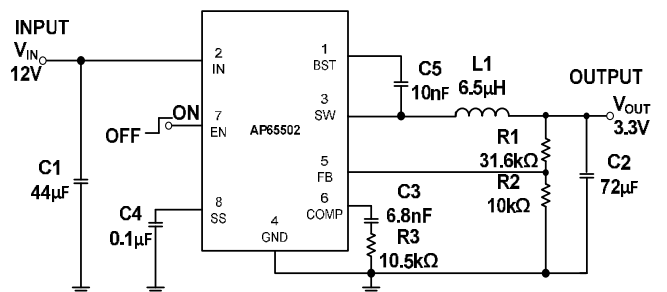 INPUT
VIN
12V
C1
44µF
OFF
ON
C4
0.1µF
2
IN
7
EN
8
SS
4
GND
AP65502
1
BST
3
SW
5
FB
6
COMP
C5
10nF
L1
6.5µH
C3
6.8nF
R3
10.5kΩ
R1
31.6kΩ
R2
10kΩ
OUTPUT
VOUT
3.3V
C2
72µF